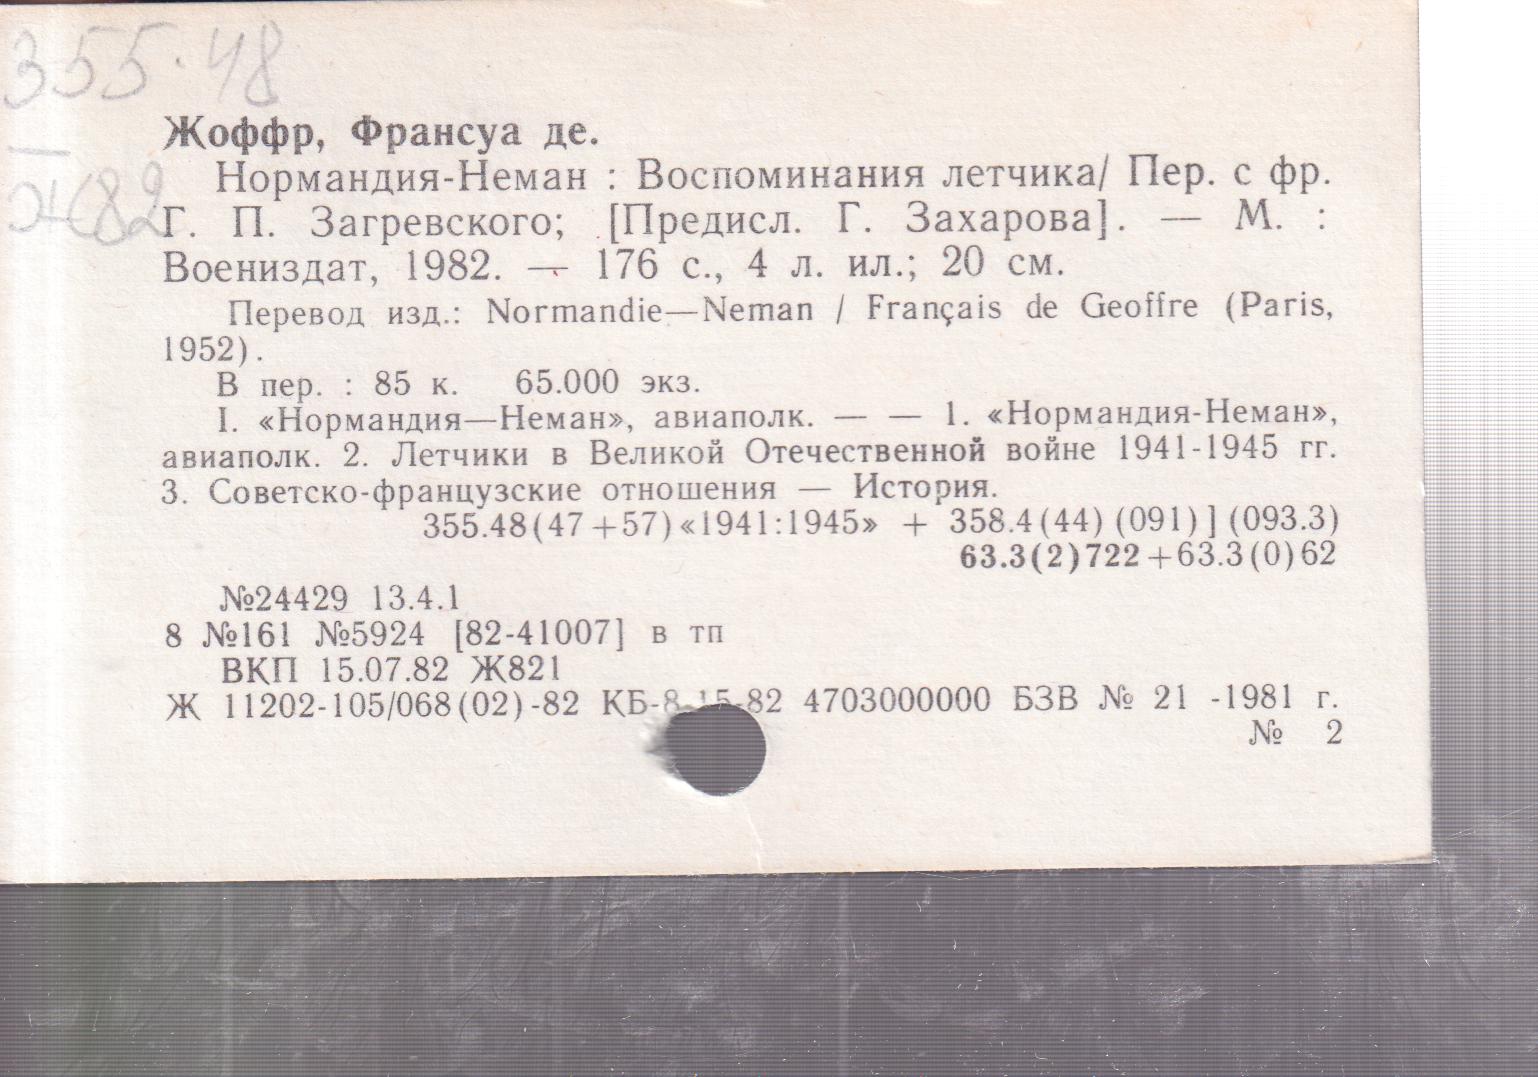 355.48
Ж82
Жоффр, Франсуа де.
Нормандия-Неман : Воспоминания летчика/ Пер. с фр.
Г. П. Загревского; [Предисл. Г. Захарова]. — М. :
Воениздат, 1982. — 176 с., 4 л. ил.; 20 см.
Перевод изд.: Normandie—Neman / Français de Geoffre (Paris,
1952).
В пер. : 85 к. 65.000 экз.
I. «Нормандия—Неман», авиаполк. — — 1. «Нормандия-Неман»,
авиаполк. 2. Летчики в Великой Отечественной войне 1941-1945 гг.
3. Советско-французские отношения — История.
355.48(47+57)«1941:1945» + 358.4(44)(091)](093.3)
63.3(2)722+63.3(0)62
№24429 13.4.1
8 №161 №5924 [82-41007] в тп
ВКП 15.07.82 Ж821
Ж 11202-105/068(02)-82 КБ-8-15-82 4703000000 БЗВ № 21 -1981 г.
№ 2